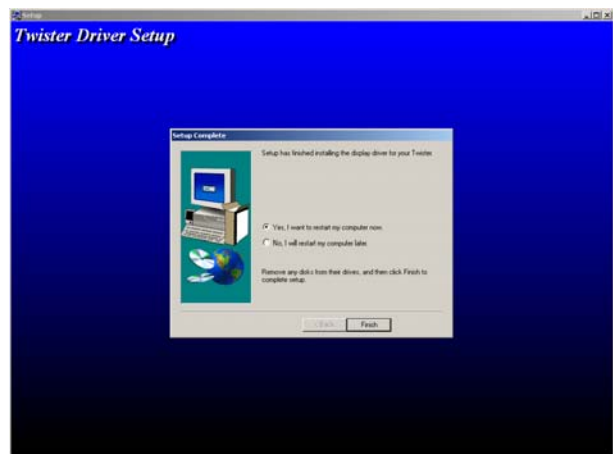 Setup
Twister Driver Setup
Setup Complete
Setup has finished installing the display driver for your Twister
Yes, I want to restart my computer now.
No, I will restart my computer later.
Remove any disks from their drives, and then click Finish to
complete setup.
< Back
Finish